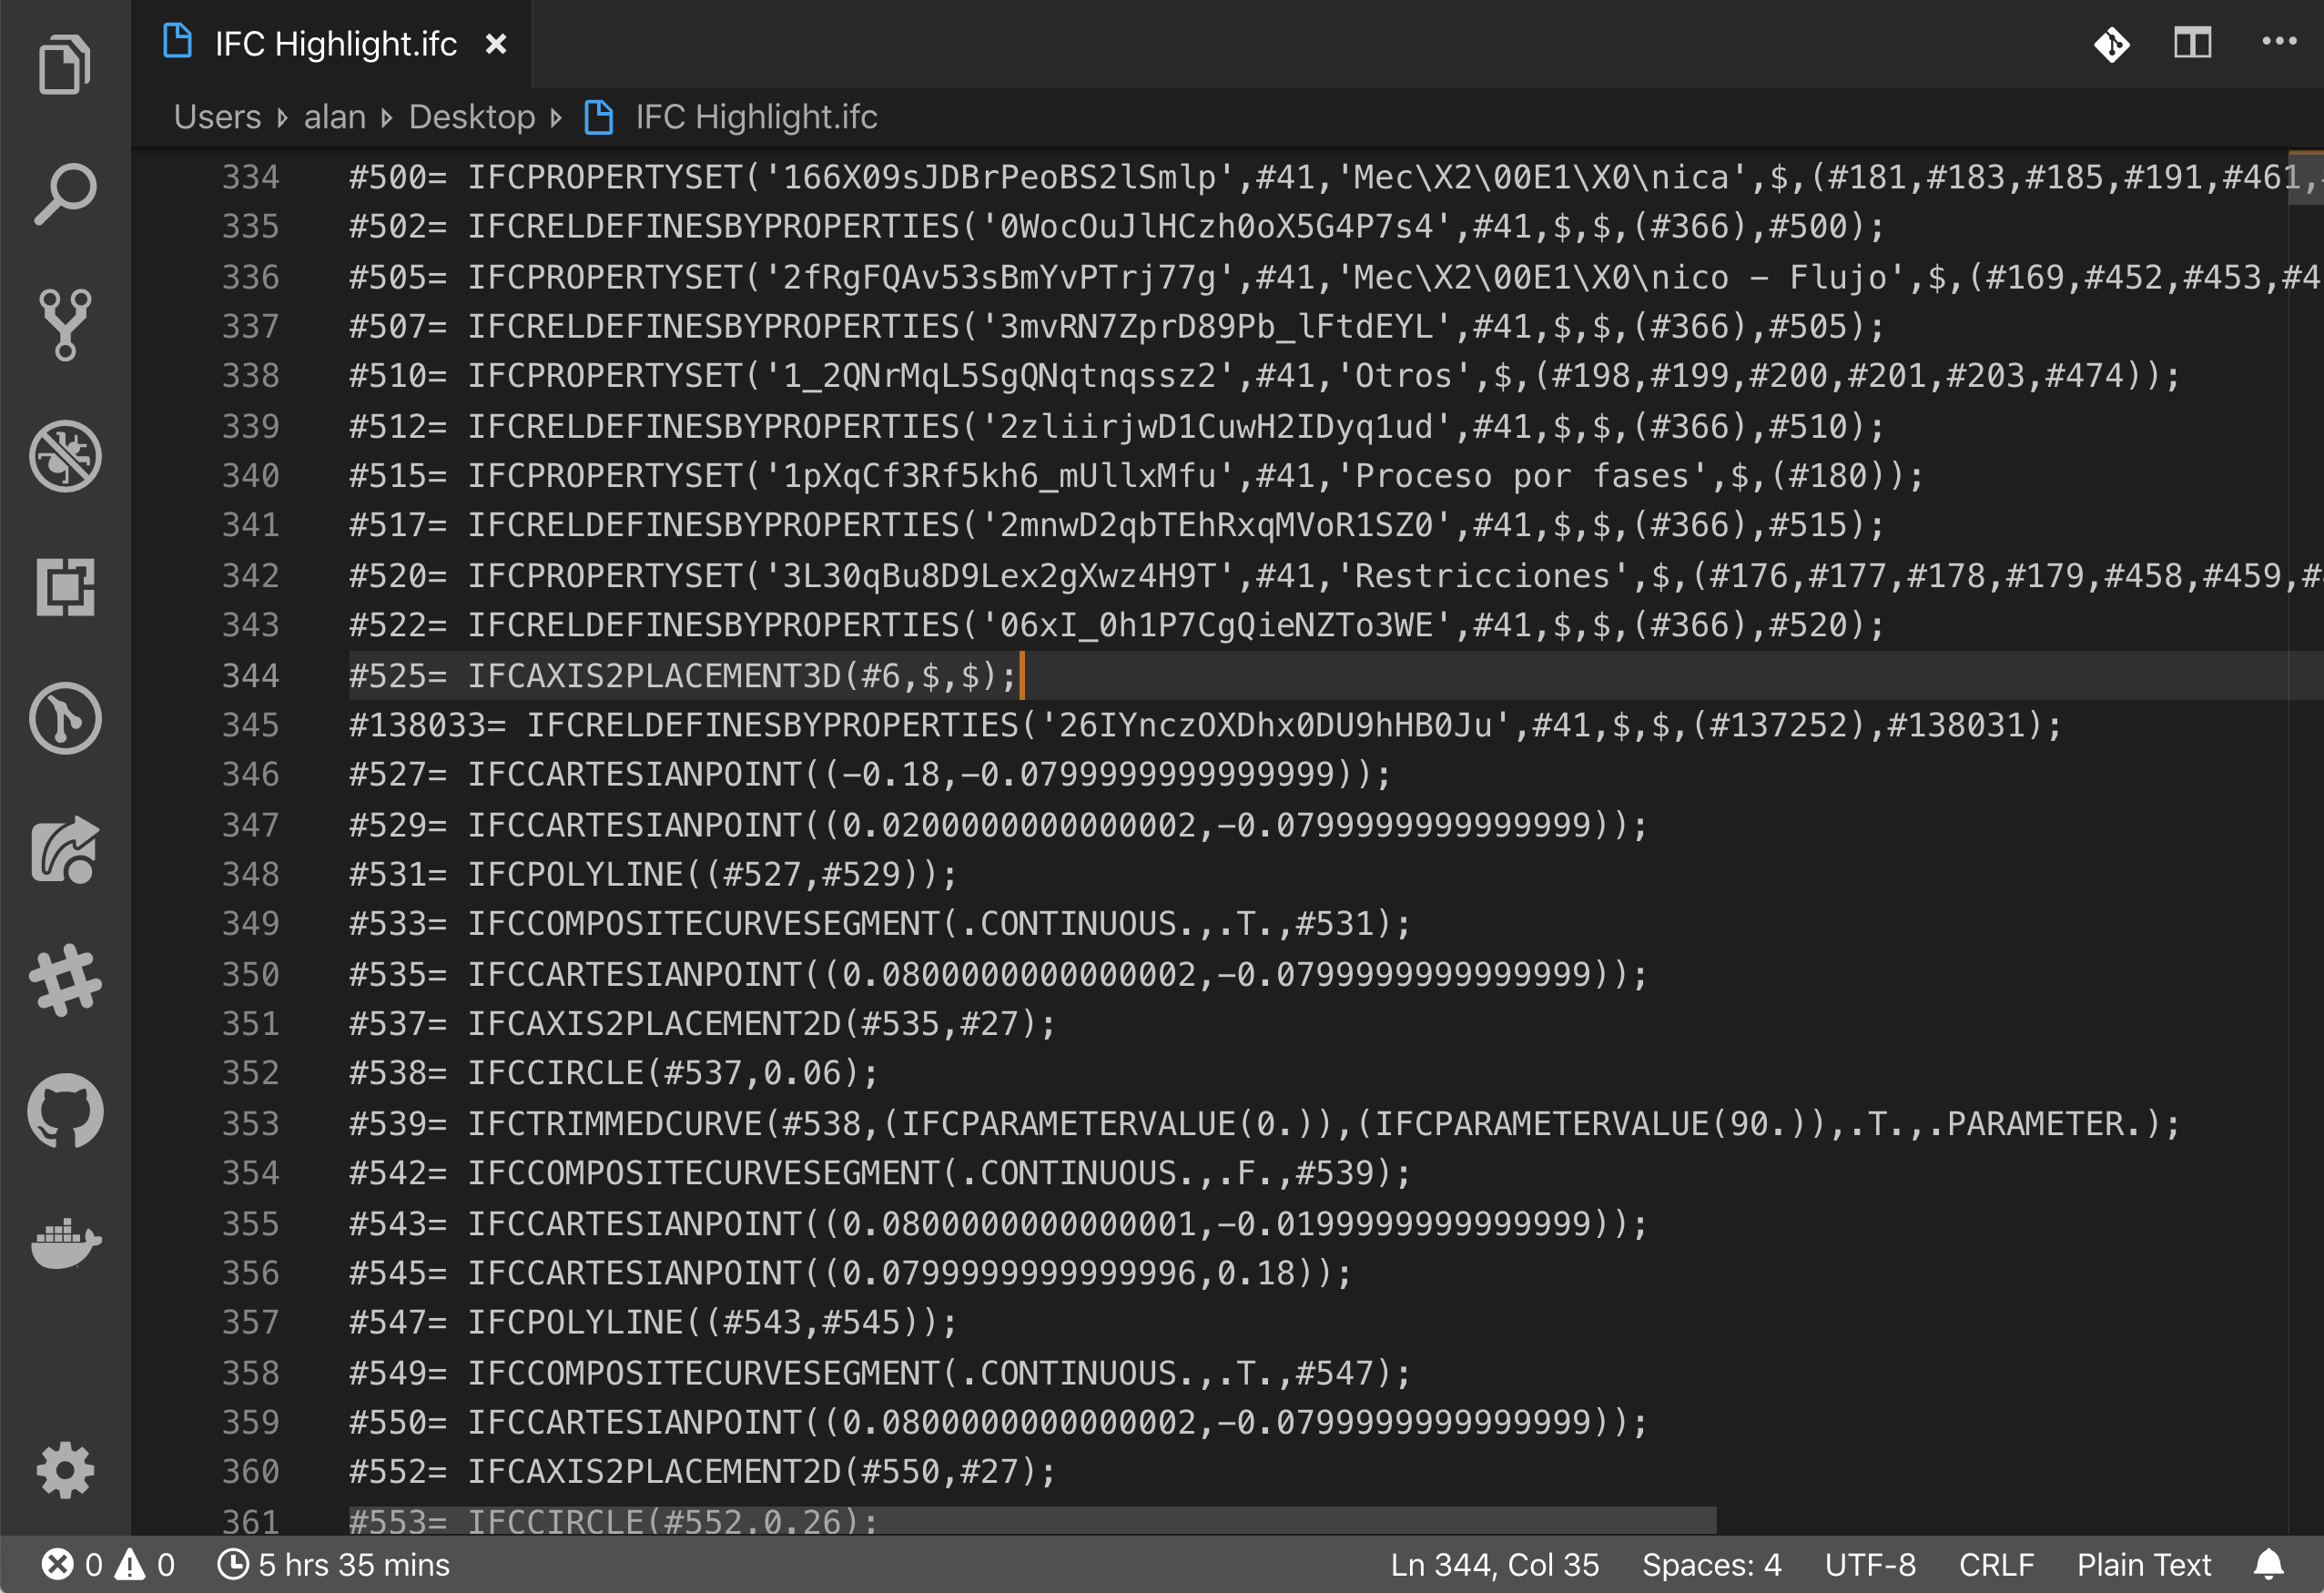 IFC Highlight.ifc
Users Desktop alan IFC Highlight.ifc
334 #500= IFCPROPERTYSET('166X09sJDBrPeoBS2lSmlp',#41,'Mec\X2\00E1\X0\nica',$,(#181,#183,#185,#191,#461,
335 #502= IFCRELDEFINESBYPROPERTIES('0WocOuJlHCzh0oX5G4P7s4',#41,$,$,(#366),#500);
336 #505= IFCPROPERTYSET('2fRgFQAv53sBmYvPTrj77g',#41,'Mec\X2\00E1\X0\nico - Flujo',$,(#169,#452,#453,#4
337 #507= IFCRELDEFINESBYPROPERTIES('3mvRN7ZprD89Pb_lFtdEYL',#41,$,$,(#366),#505);
338 #510= IFCPROPERTYSET('1_2QNrMqL5SgQNqtnqssz2',#41,'Otros',$,(#198,#199,#200,#201,#203,#474));
339 #512= IFCRELDEFINESBYPROPERTIES('2zliirjwD1CuwH2IDyq1ud',#41,$,$,(#366),#510);
340 #515= IFCPROPERTYSET('1pXqCf3Rf5kh6_mUllxMfu',#41,'Proceso por fases',$,(#180));
341 #517= IFCRELDEFINESBYPROPERTIES('2mnwD2qbTEhRxqMVoR1SZ0',#41,$,$,(#366),#515);
342 #520= IFCPROPERTYSET('3L30qBu8D9Lex2gXwz4H9T',#41,'Restricciones',$,(#176,#177,#178,#179,#458,#459,#
343 #522= IFCRELDEFINESBYPROPERTIES('06xI_0h1P7CgQieNZTo3WE',#41,$,$,(#366),#520);
344 #525= IFCAXIS2PLACEMENT3D(#6,$,$);
345 #138033= IFCRELDEFINESBYPROPERTIES('26IYnczOXDhx0DU9hHB0Ju',#41,$,$,(#137252),#138031);
346 #527= IFCCARTESIANPOINT((-0.18,-0.0799999999999999));
347 #529= IFCCARTESIANPOINT((0.0200000000000002,-0.0799999999999999));
348 #531= IFCPOLYLINE((#527,#529));
349 #533= IFCCOMPOSITECURVESEGMENT(.CONTINUOUS.,.T.,#531);
350 #535= IFCCARTESIANPOINT((0.0800000000000002,-0.0799999999999999));
351 #537= IFCAXIS2PLACEMENT2D(#535,#27);
352 #538= IFCCIRCLE(#537,0.06);
353 #539= IFCTRIMMEDCURVE(#538,(IFCPARAMETERVALUE(0.)),(IFCPARAMETERVALUE(90.)),.T.,.PARAMETER.);
354 #542= IFCCOMPOSITECURVESEGMENT(.CONTINUOUS.,.F.,#539);
355 #543= IFCCARTESIANPOINT((0.0800000000000001,-0.0199999999999999));
356 #545= IFCCARTESIANPOINT((0.0799999999999996,0.18));
357 #547= IFCPOLYLINE((#543,#545));
358 #549= IFCCOMPOSITECURVESEGMENT(.CONTINUOUS.,.T.,#547);
359 #550= IFCCARTESIANPOINT((0.0800000000000002,-0.0799999999999999));
360 #552= IFCAXIS2PLACEMENT2D(#550,#27);
361 #553= IFCCIRCLE(#552,0.26);
0 0 5 hrs 35 mins Ln 344, Col 35 Spaces: 4 UTF-8 CRLF Plain Text